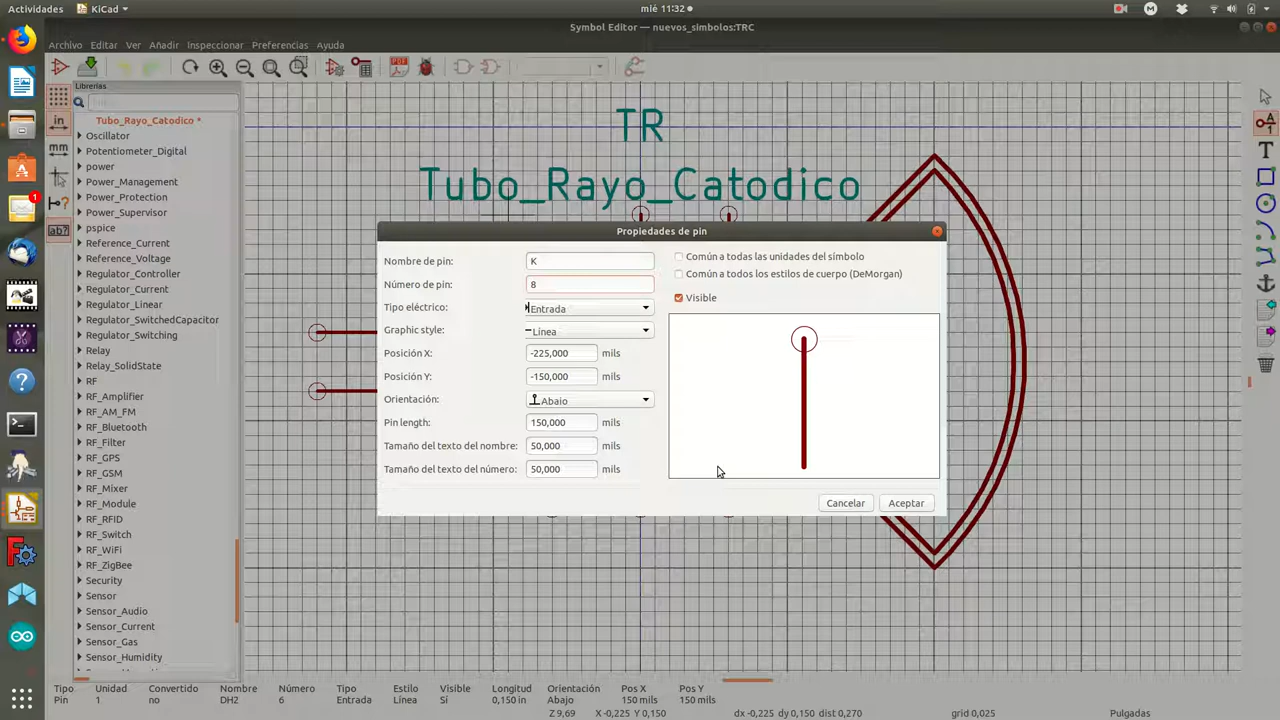 Actividades
KiCad
mié 11:32
Symbol Editor — nuevos_simbolos:TRC
Archivo Editar Ver Añadir Inspeccionar Preferencias Ayuda
Librerias
Tubo_Rayo_Catodico *
Oscillator
Potentiometer_Digital
power
Power_Management
Power_Protection
Power_Supervisor
pspice
Reference_Current
Reference_Voltage
Regulator_Controller
Regulator_Current
Regulator_Linear
Regulator_SwitchedCapacitor
Regulator_Switching
Relay
Relay_SolidState
RF
RF_Amplifier
RF_AM_FM
RF_Bluetooth
RF_Filter
RF_GPS
RF_GSM
RF_Mixer
RF_Module
RF_RFID
RF_Switch
RF_WiFi
RF_ZigBee
Security
Sensor
Sensor_Audio
Sensor_Current
Sensor_Gas
Sensor_Humidity
in
mm
ab?
PDF
TR
Tubo_Rayo_Catodico
Propiedades de pin
Nombre de pin: K
Número de pin: 8
Tipo eléctrico: Entrada
Graphic style: Línea
Posición X: -225,000 mils
Posición Y: -150,000 mils
Orientación: Abajo
Pin length: 150,000 mils
Tamaño del texto del nombre: 50,000 mils
Tamaño del texto del número: 50,000 mils
Común a todas las unidades del símbolo
Común a todos los estilos de cuerpo (DeMorgan)
Visible
Cancelar Aceptar
Tipo Unidad Convertido Nombre Número Tipo Estilo Visible Longitud Orientación Pos X Pos Y
Pin 1 no DH2 6 Entrada Línea Sí 0,150 in Abajo 150 mils 150 mils
Z 9,69 X -0,225 Y 0,150 dx -0,225 dy 0,150 dist 0,270 grid 0,025 Pulgadas